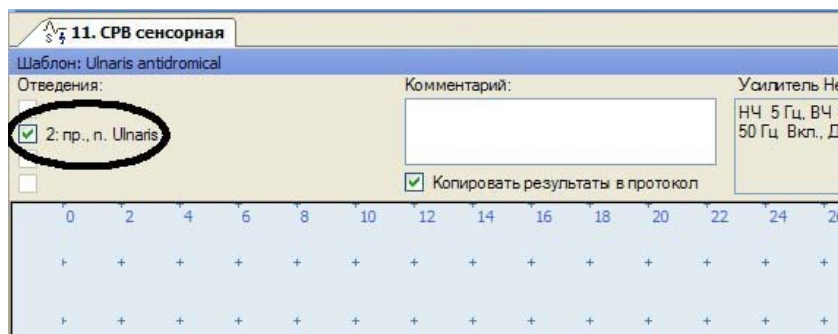 11. СРВ сенсорная
Шаблон: Ulnaris antidromical
Отведения:
Комментарий:
Усилитель
НЧ 5 Гц, ВЧ
50 Гц Вкл.,
2: пр., n. Ulnaris
Копировать результаты в протокол
0 2 4 6 8 10 12 14 16 18 20 22 24